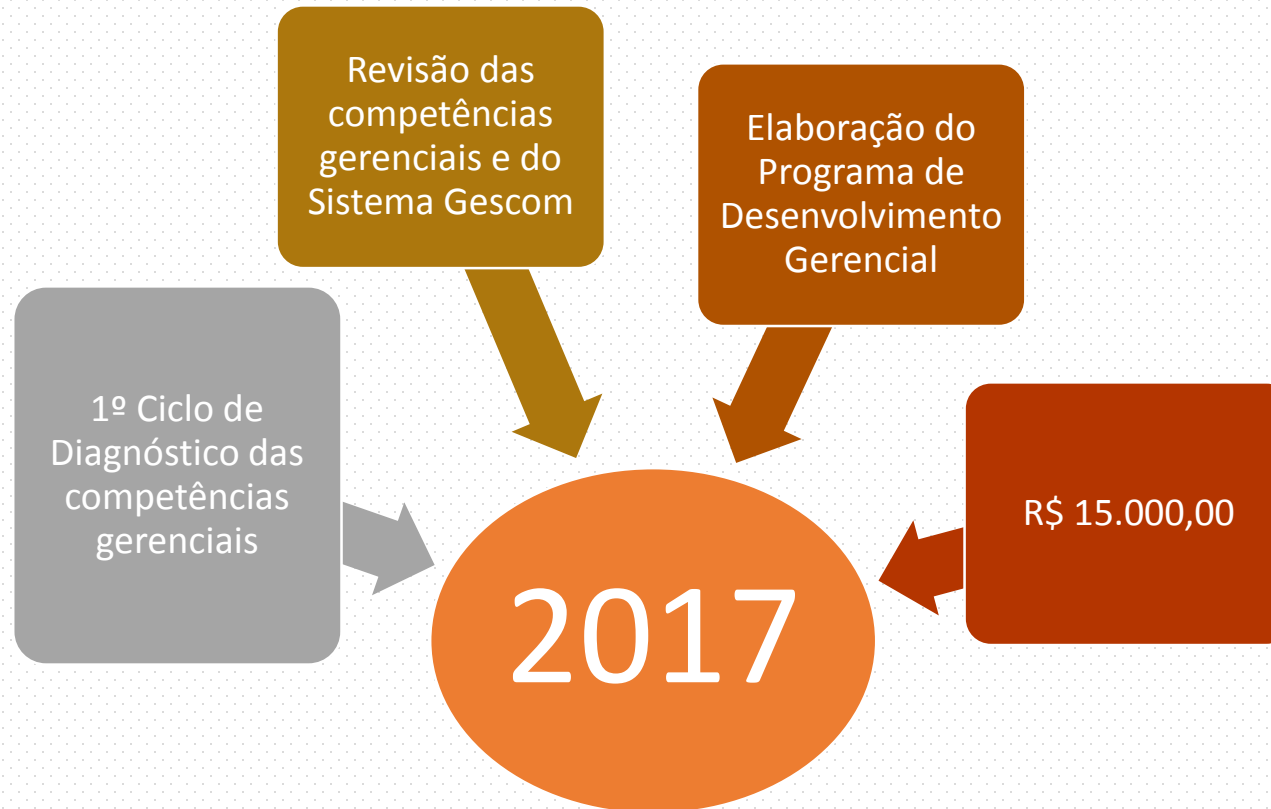 Revisão das
competências
gerenciais e do
Sistema Gescom
Elaboração do
Programa de
Desenvolvimento
Gerencial
1º Ciclo de
Diagnóstico das
competências
gerenciais
R$ 15.000,00
2017